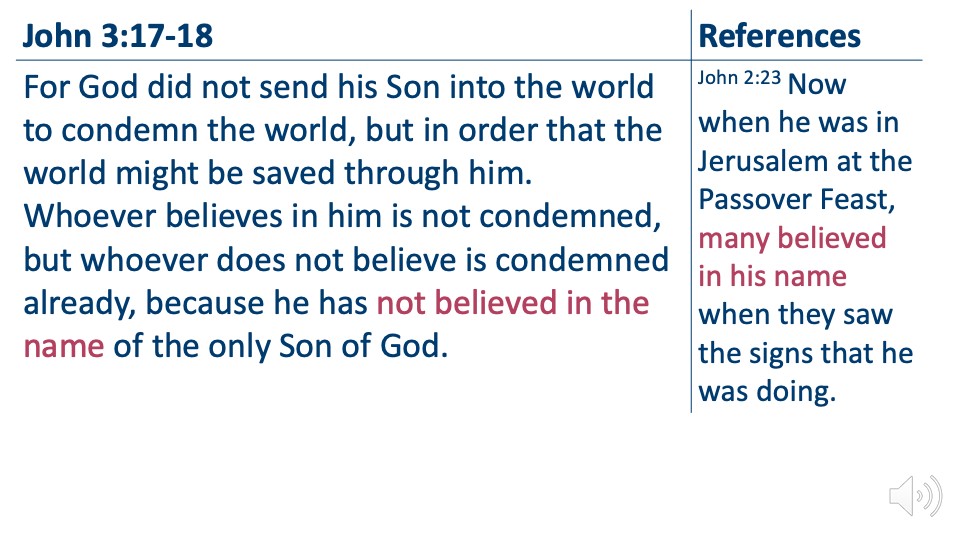 John 3:17-18
For God did not send his Son into the world
to condemn the world, but in order that the
world might be saved through him.
Whoever believes in him is not condemned,
but whoever does not believe is condemned
already, because he has not believed in the
name of the only Son of God.
References
John 2:23 Now
when he was in
Jerusalem at the
Passover Feast,
many believed
in his name
when they saw
the signs that he
was doing.